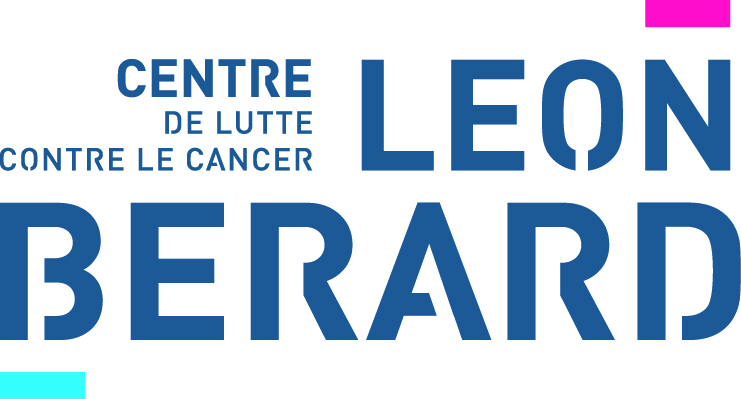 CENTRE
DE LUTTE
CONTRE LE CANCER
LEON
BERARD